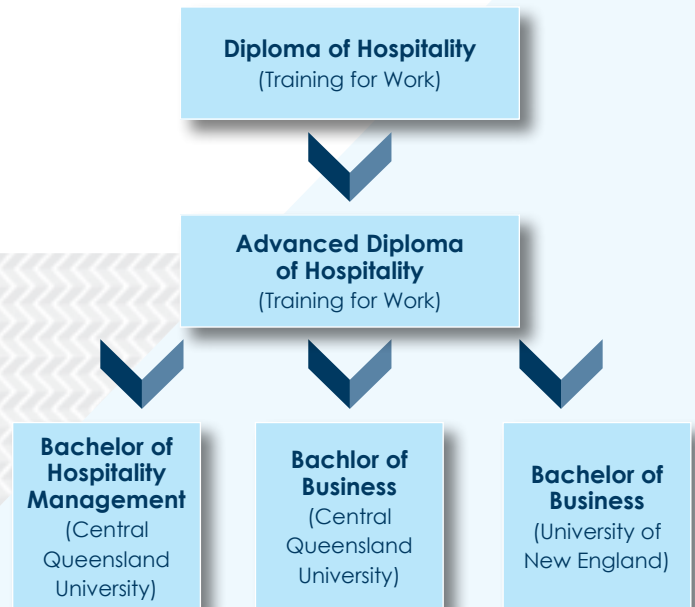 Diploma of Hospitality
(Training for Work)
Advanced Diploma
of Hospitality
(Training for Work)
Bachelor of
Hospitality
Management
(Central
Queensland
University)
Bachlor of
Business
(Central
Queensland
University)
Bachelor of
Business
(University of
New England)